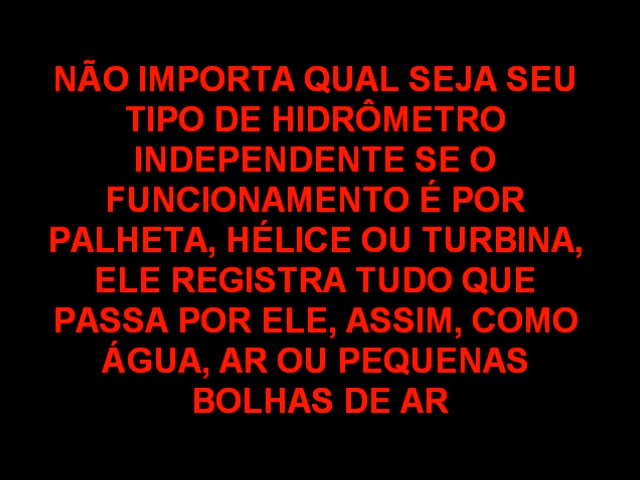 NÃO IMPORTA QUAL SEJA SEU
TIPO DE HIDRÔMETRO
INDEPENDENTE SE O
FUNCIONAMENTO É POR
PALHETA, HÉLICE OU TURBINA,
ELE REGISTRA TUDO QUE
PASSA POR ELE, ASSIM, COMO
ÁGUA, AR OU PEQUENAS
BOLHAS DE AR